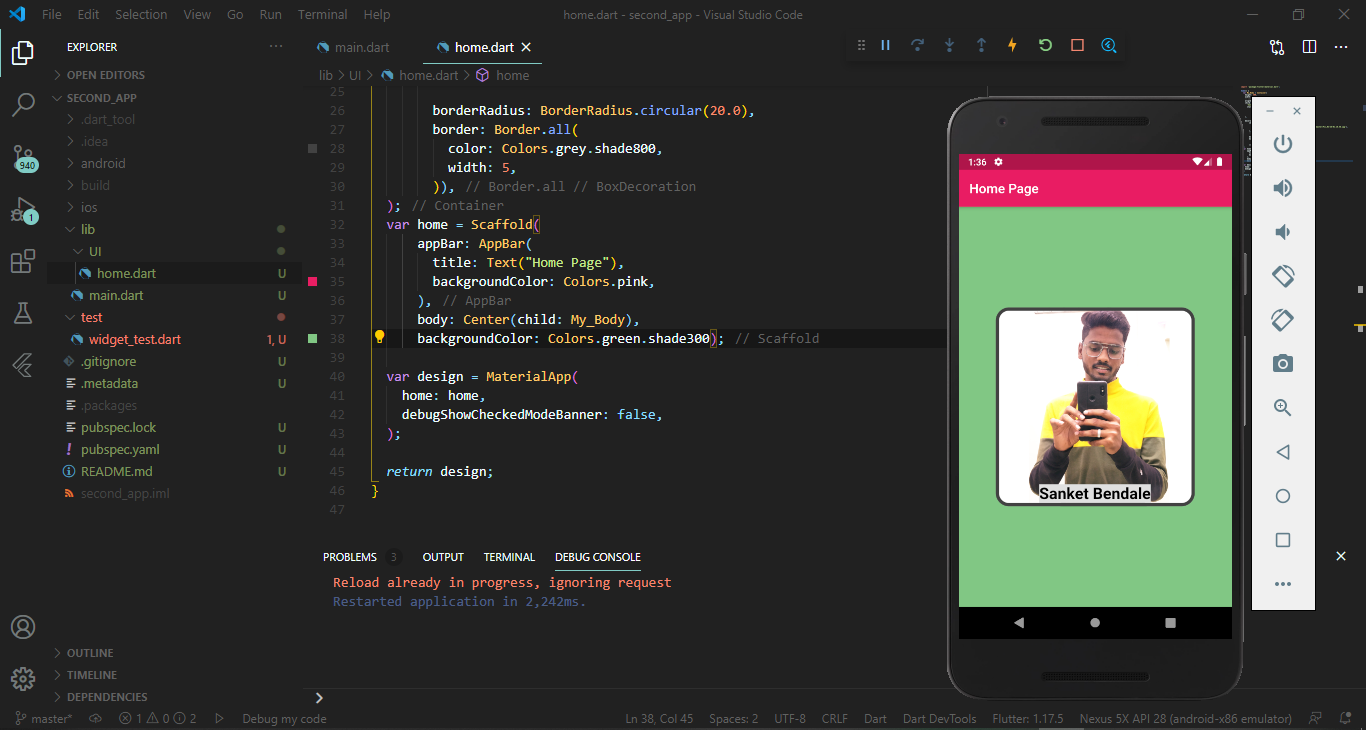 File Edit Selection View Go Run Terminal Help
home.dart - second_app - Visual Studio Code
EXPLORER
OPEN EDITORS
SECOND_APP
.dart_tool
.idea
android
build
ios
lib
UI
home.dart U
main.dart U
test
widget_test.dart 1, U
.gitignore U
.metadata U
.packages
pubspec.lock U
pubspec.yaml U
README.md U
second_app.iml
OUTLINE
TIMELINE
DEPENDENCIES
940
1
main.dart
home.dart
lib > UI > home.dart > home
25
26 borderRadius: BorderRadius.circular(20.0),
27 border: Border.all(
28 color: Colors.grey.shade800,
29 width: 5,
30 )), // Border.all // BoxDecoration
31 ); // Container
32 var home = Scaffold(
33 appBar: AppBar(
34 title: Text("Home Page"),
35 backgroundColor: Colors.pink,
36 ), // AppBar
37 body: Center(child: My_Body),
38 backgroundColor: Colors.green.shade300); // Scaffold
39
40 var design = MaterialApp(
41 home: home,
42 debugShowCheckedModeBanner: false,
43 );
44
45 return design;
46 }
47
PROBLEMS 3 OUTPUT TERMINAL DEBUG CONSOLE
Reload already in progress, ignoring request
Restarted application in 2,242ms.
1:36
Home Page
Sanket Bendale
master* 1 0 2 Debug my code
Ln 38, Col 45 Spaces: 2 UTF-8 CRLF Dart Dart DevTools Flutter: 1.17.5 Nexus 5X API 28 (android-x86 emulator)